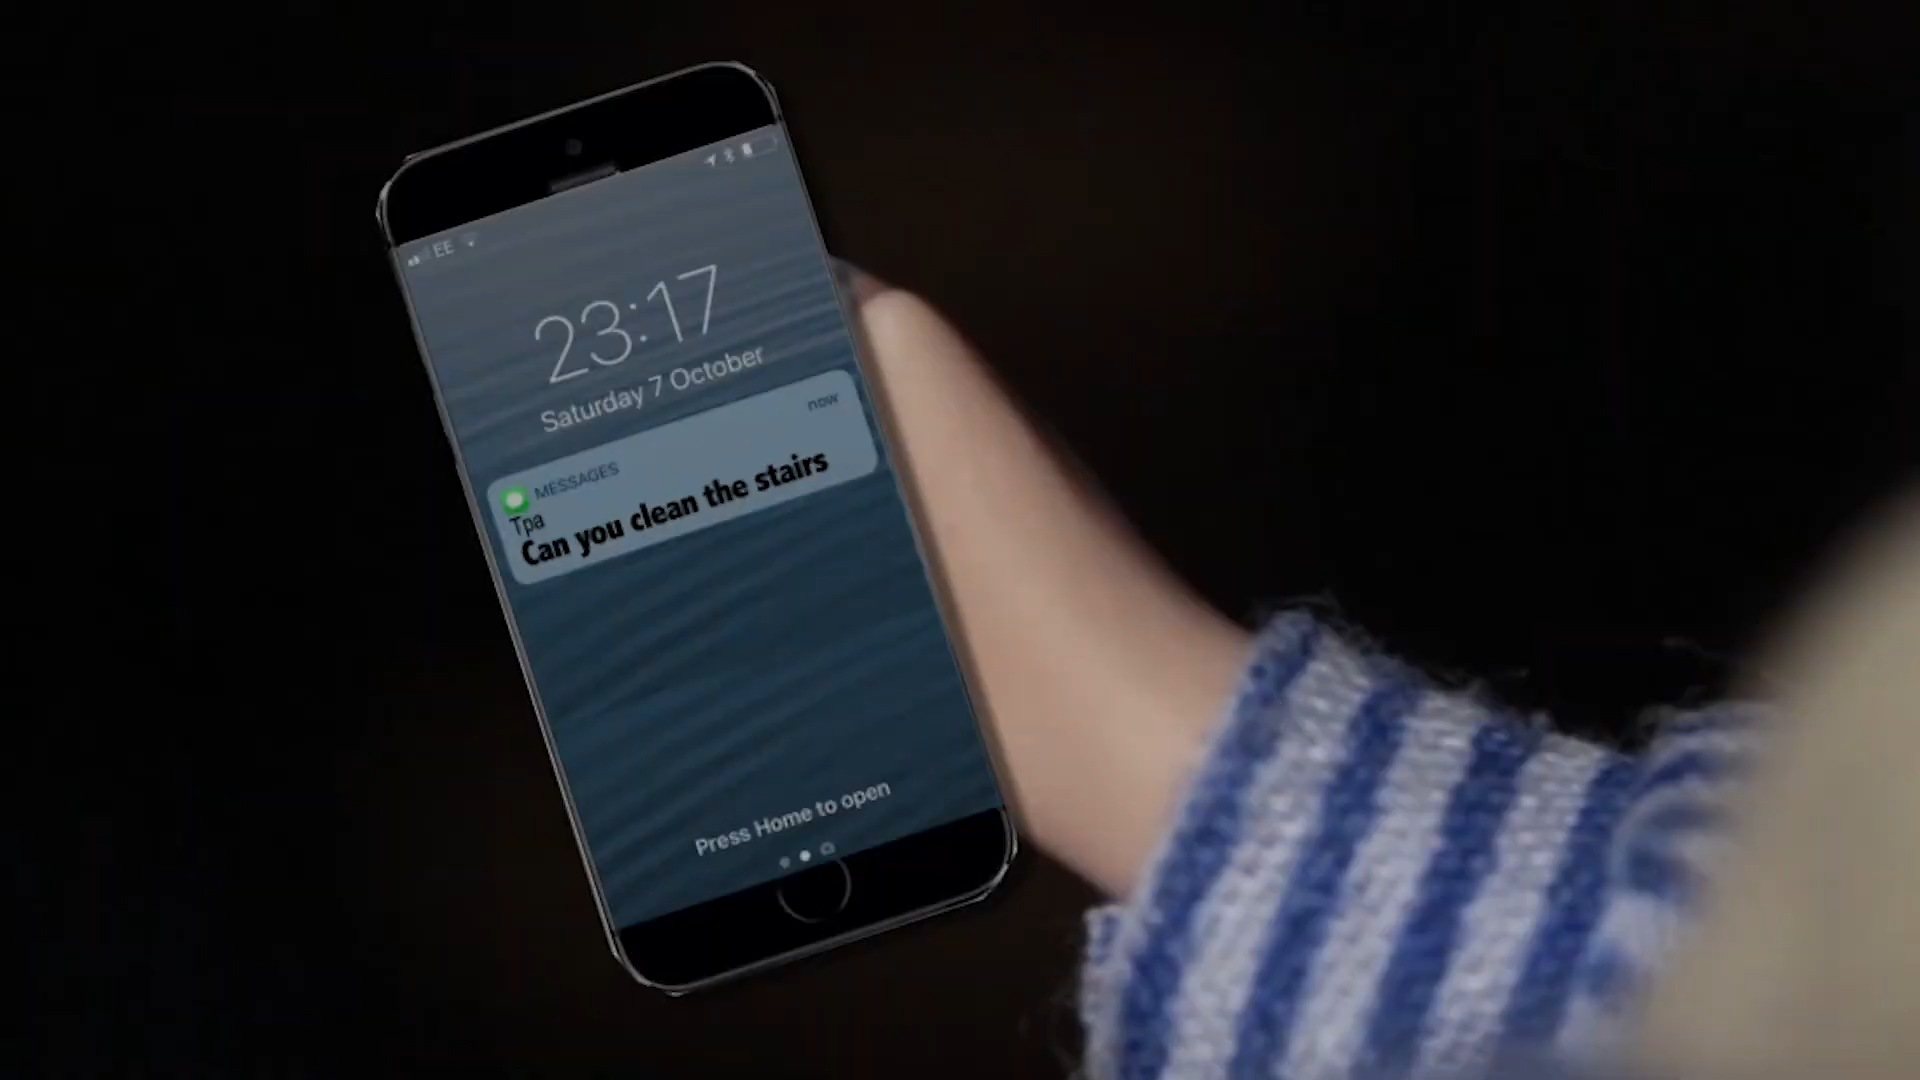 EE
23:17
Saturday 7 October
MESSAGES
now
Tpa
Can you clean the stairs
Press Home to open